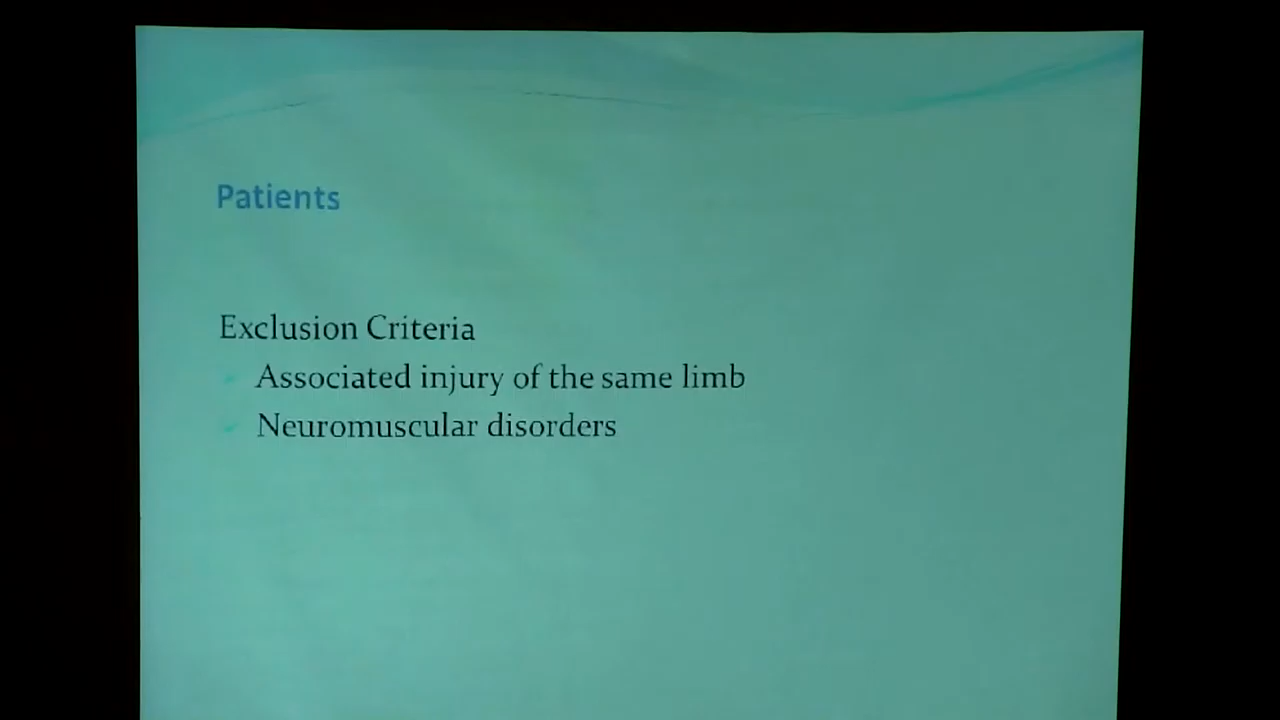 Patients
Exclusion Criteria
Associated injury of the same limb
Neuromuscular disorders